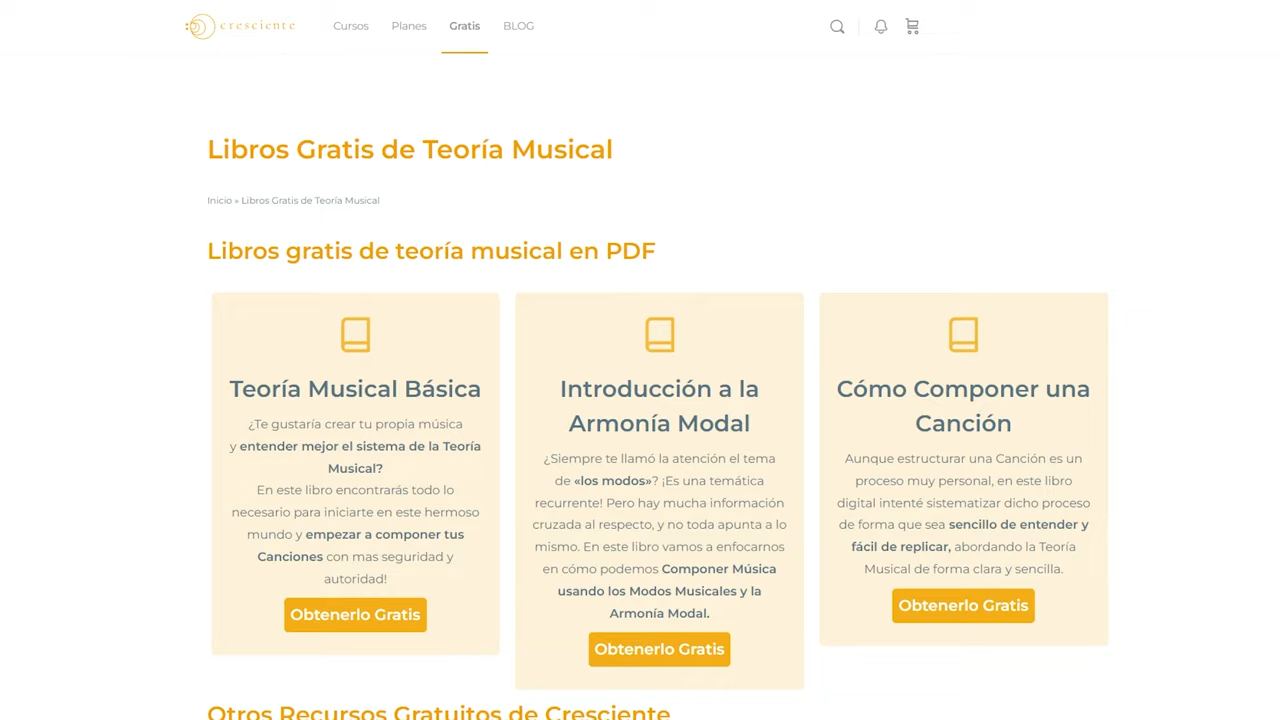 cresciente
Cursos
Planes
Gratis
BLOG
Libros Gratis de Teoría Musical
Inicio » Libros Gratis de Teoría Musical
Libros gratis de teoría musical en PDF
Teoría Musical Básica
¿Te gustaría crear tu propía música
y entender mejor el sistema de la Teoría
Musical?
En este libro encontrarás todo lo
necesario para iniciarte en este hermoso
mundo y empezar a componer tus
Canciones con mas seguridad y
autoridad!
Obtenerlo Gratis
Introducción a la
Armonía Modal
¿Siempre te llamó la atención el tema
de «los modos»? ¡Es una temática
recurrente! Pero hay mucha información
cruzada al respecto, y no toda apunta a lo
mismo. En este libro vamos a enfocarnos
en cómo podemos Componer Música
usando los Modos Musicales y la
Armonía Modal.
Obtenerlo Gratis
Cómo Componer una
Canción
Aunque estructurar una Canción es un
proceso muy personal, en este libro
digital intenté sistematizar dicho proceso
de forma que sea sencillo de entender y
fácil de replicar, abordando la Teoría
Musical de forma clara y sencilla.
Obtenerlo Gratis
Otros Recursos Gratuitos de Cresciente